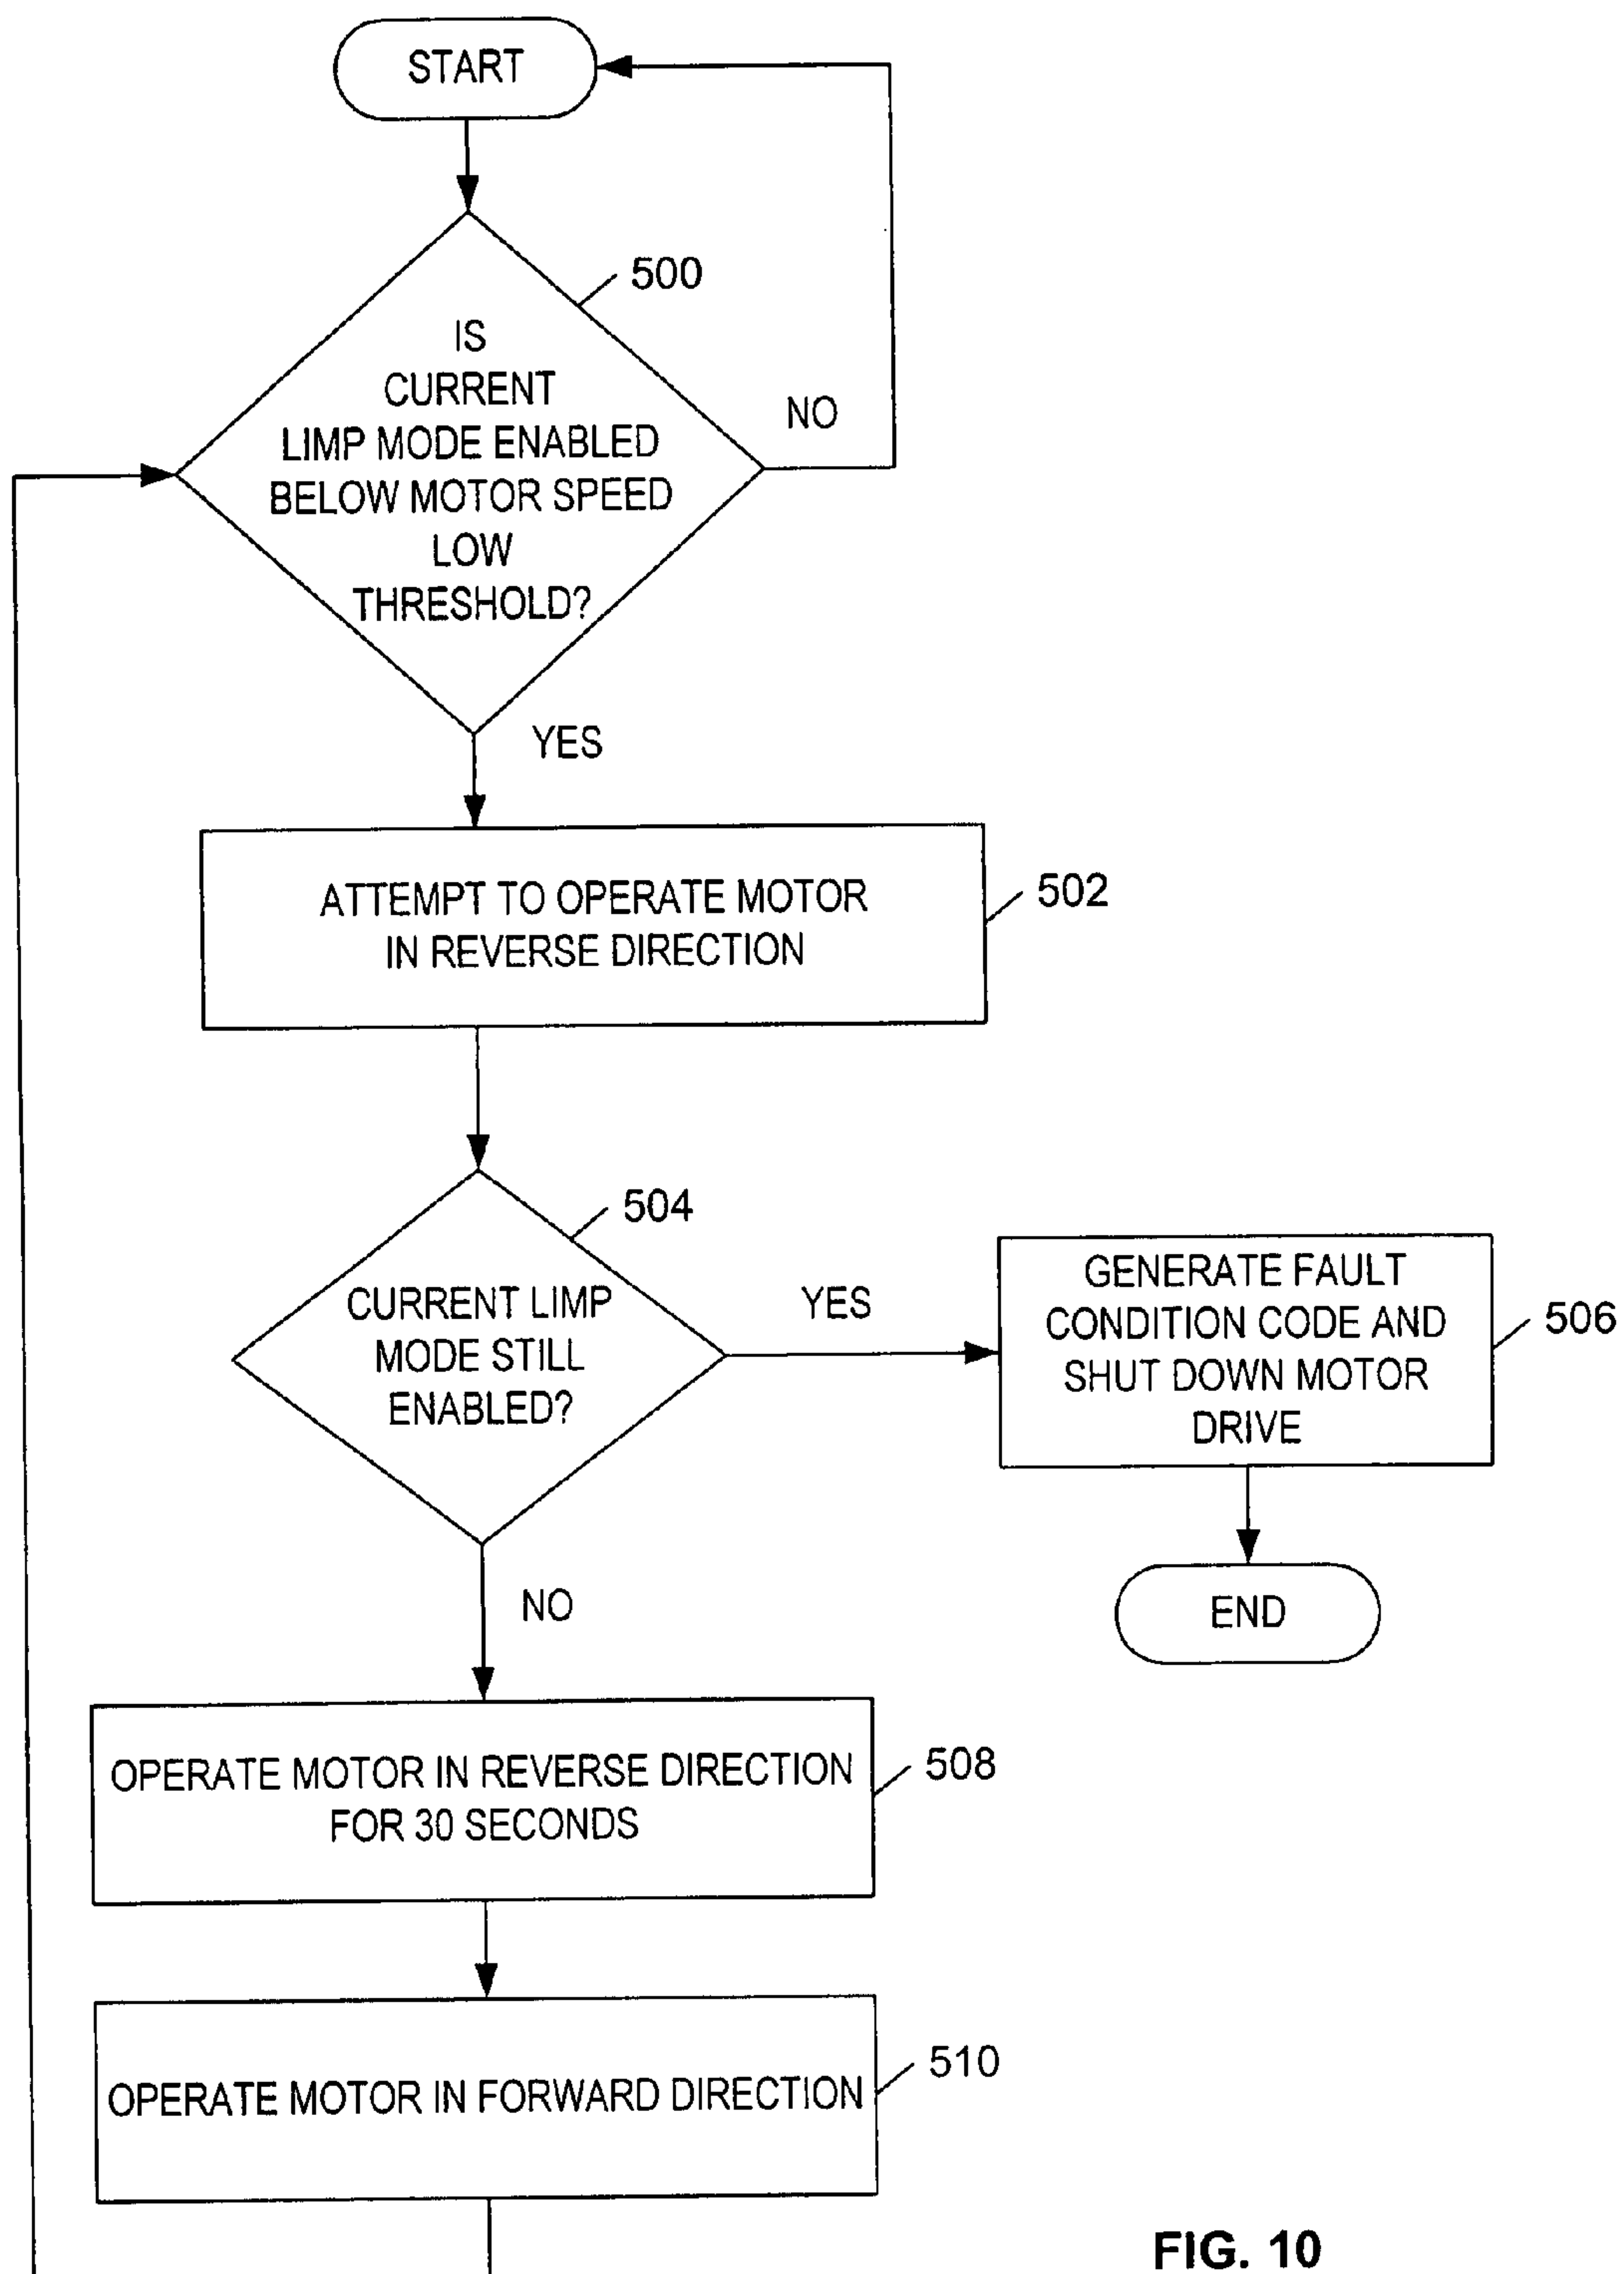 START
500
IS
CURRENT
LIMP MODE ENABLED
BELOW MOTOR SPEED
LOW
THRESHOLD?
NO
YES
ATTEMPT TO OPERATE MOTOR
IN REVERSE DIRECTION
502
504
CURRENT LIMP
MODE STILL
ENABLED?
YES
GENERATE FAULT
CONDITION CODE AND
SHUT DOWN MOTOR
DRIVE
506
END
NO
OPERATE MOTOR IN REVERSE DIRECTION
FOR 30 SECONDS
508
OPERATE MOTOR IN FORWARD DIRECTION
510
FIG. 10